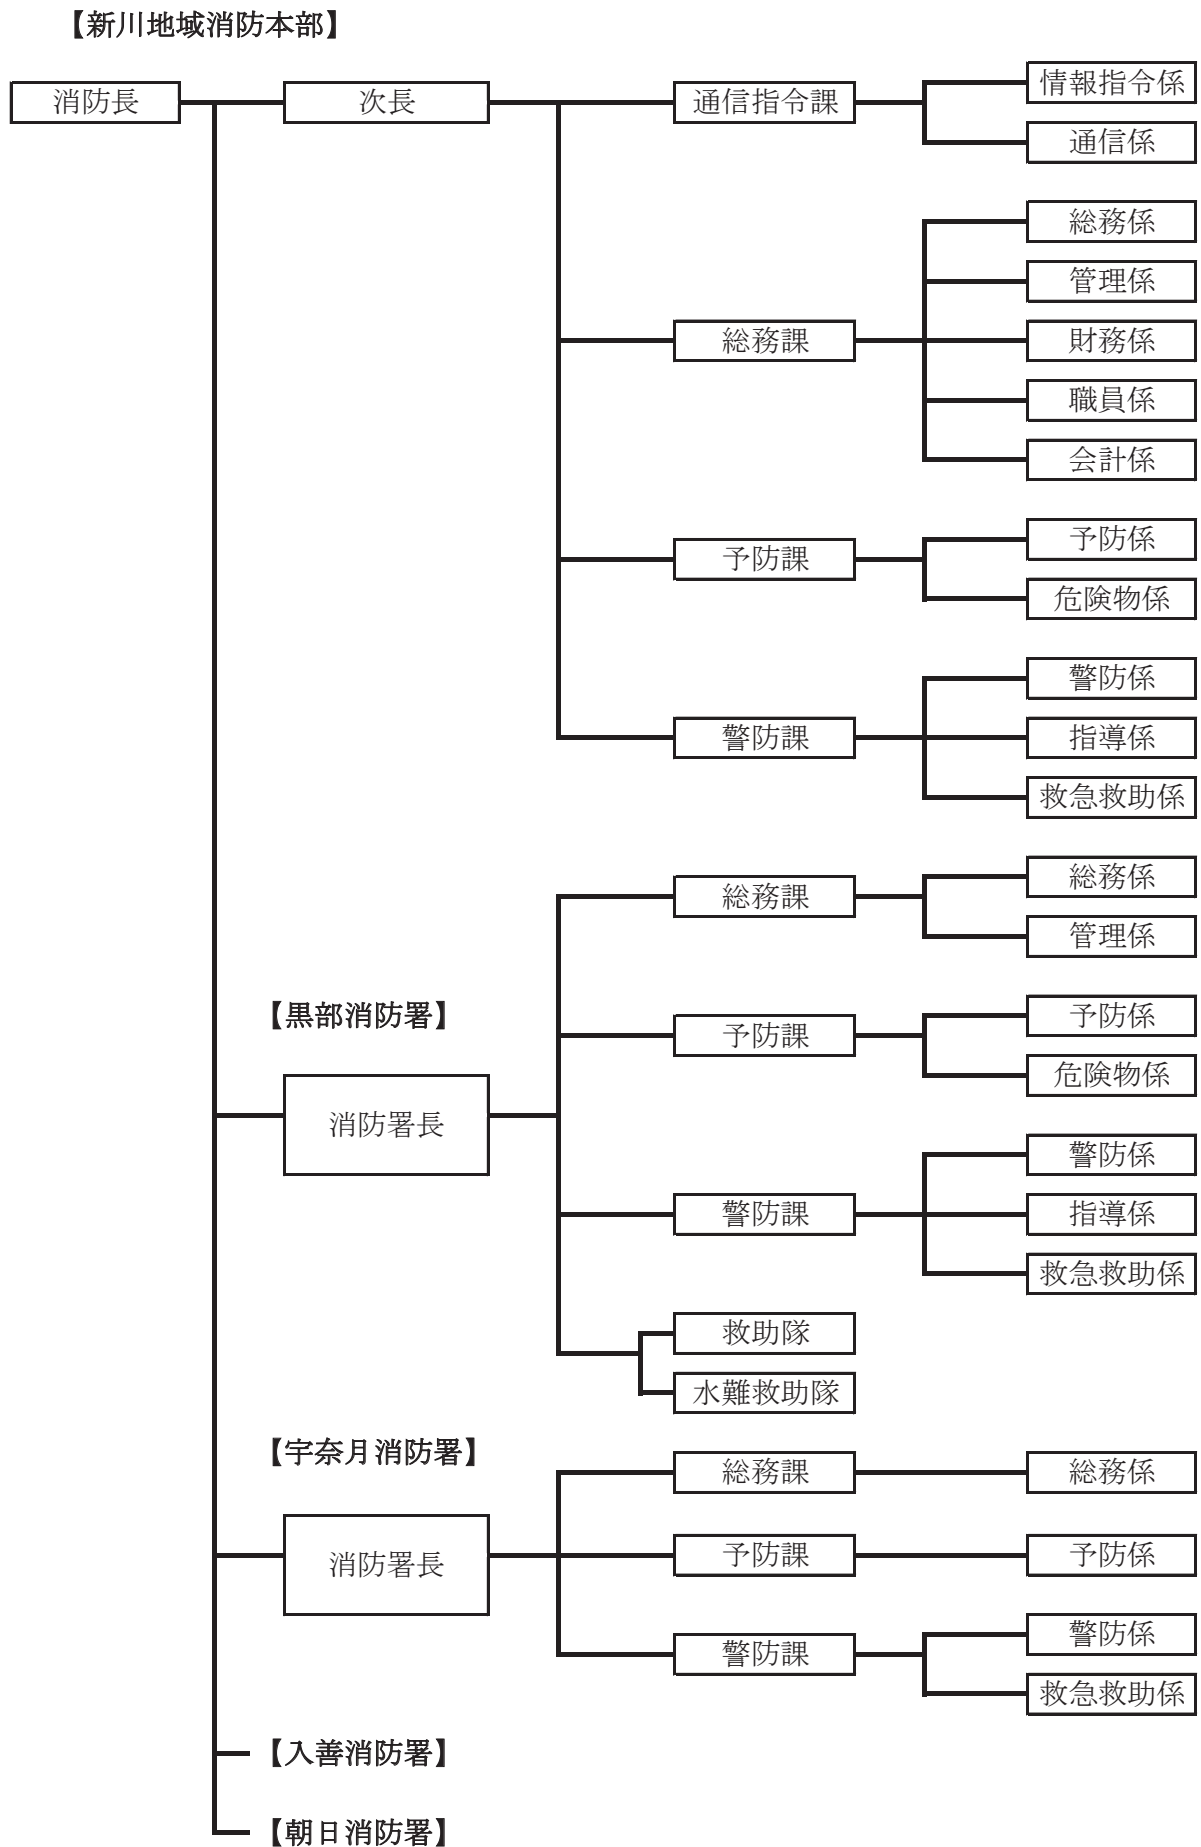 【新川地域消防本部】
消防長
次長
通信指令課
情報指令係
通信係
総務課
総務係
管理係
財務係
職員係
会計係
予防課
予防係
危険物係
警防課
警防係
指導係
救急救助係
【黒部消防署】
消防署長
総務課
総務係
管理係
予防課
予防係
危険物係
警防課
警防係
指導係
救急救助係
救助隊
水難救助隊
【宇奈月消防署】
消防署長
総務課
総務係
予防課
予防係
警防課
警防係
救急救助係
【入善消防署】
【朝日消防署】